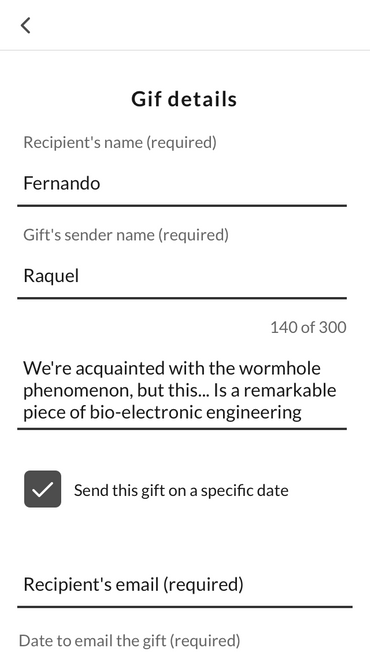 Gif details
Recipient's name (required)
Fernando
Gift's sender name (required)
Raquel
140 of 300
We're acquainted with the wormhole
phenomenon, but this... Is a remarkable
piece of bio-electronic engineering
Send this gift on a specific date
Recipient's email (required)
Date to email the gift (required)